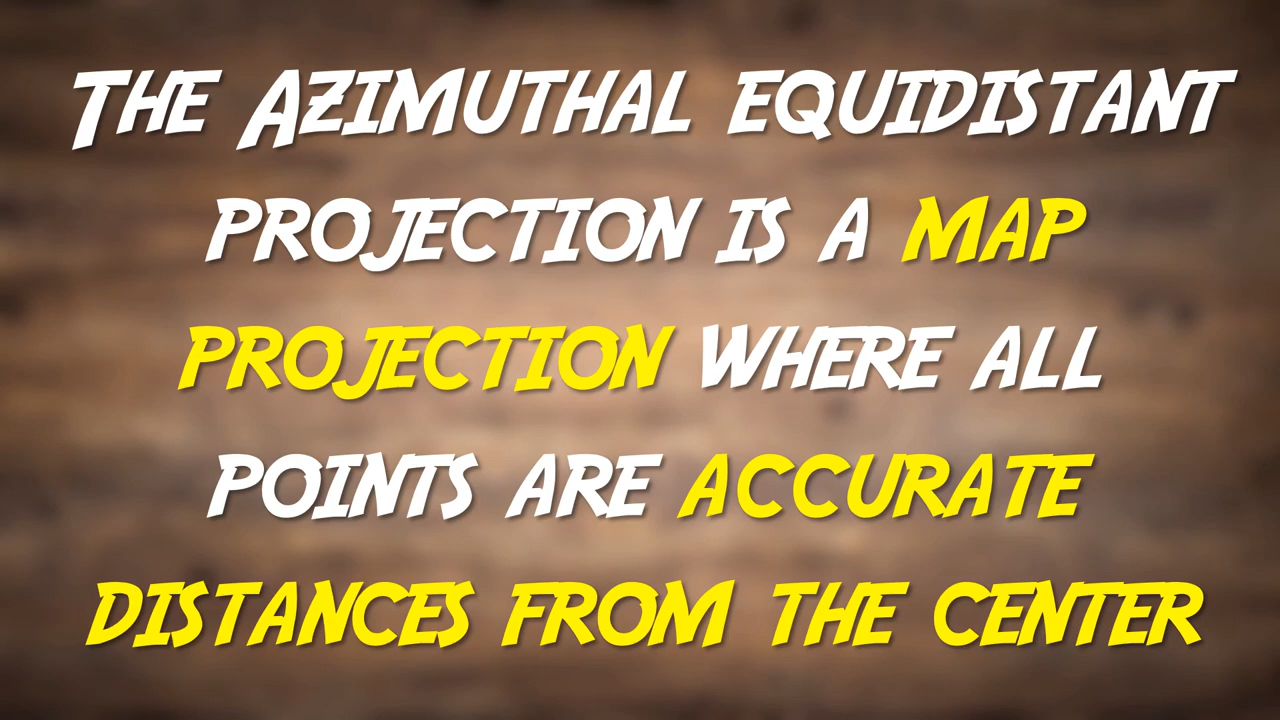 The Azimuthal equidistant
projection is a map
projection where all
points are accurate
distances from the center